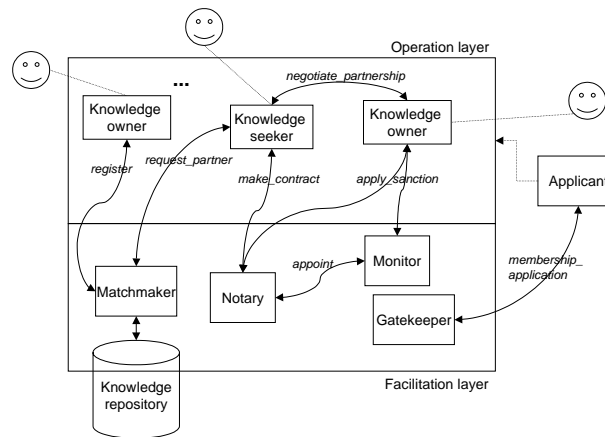 Operation layer
...
negotiate_partnership
Knowledge
owner
Knowledge
seeker
Knowledge
owner
register
request_partner
make_contract
apply_sanction
Applicant
Matchmaker
Notary
appoint
Monitor
membership_
application
Gatekeeper
Knowledge
repository
Facilitation layer